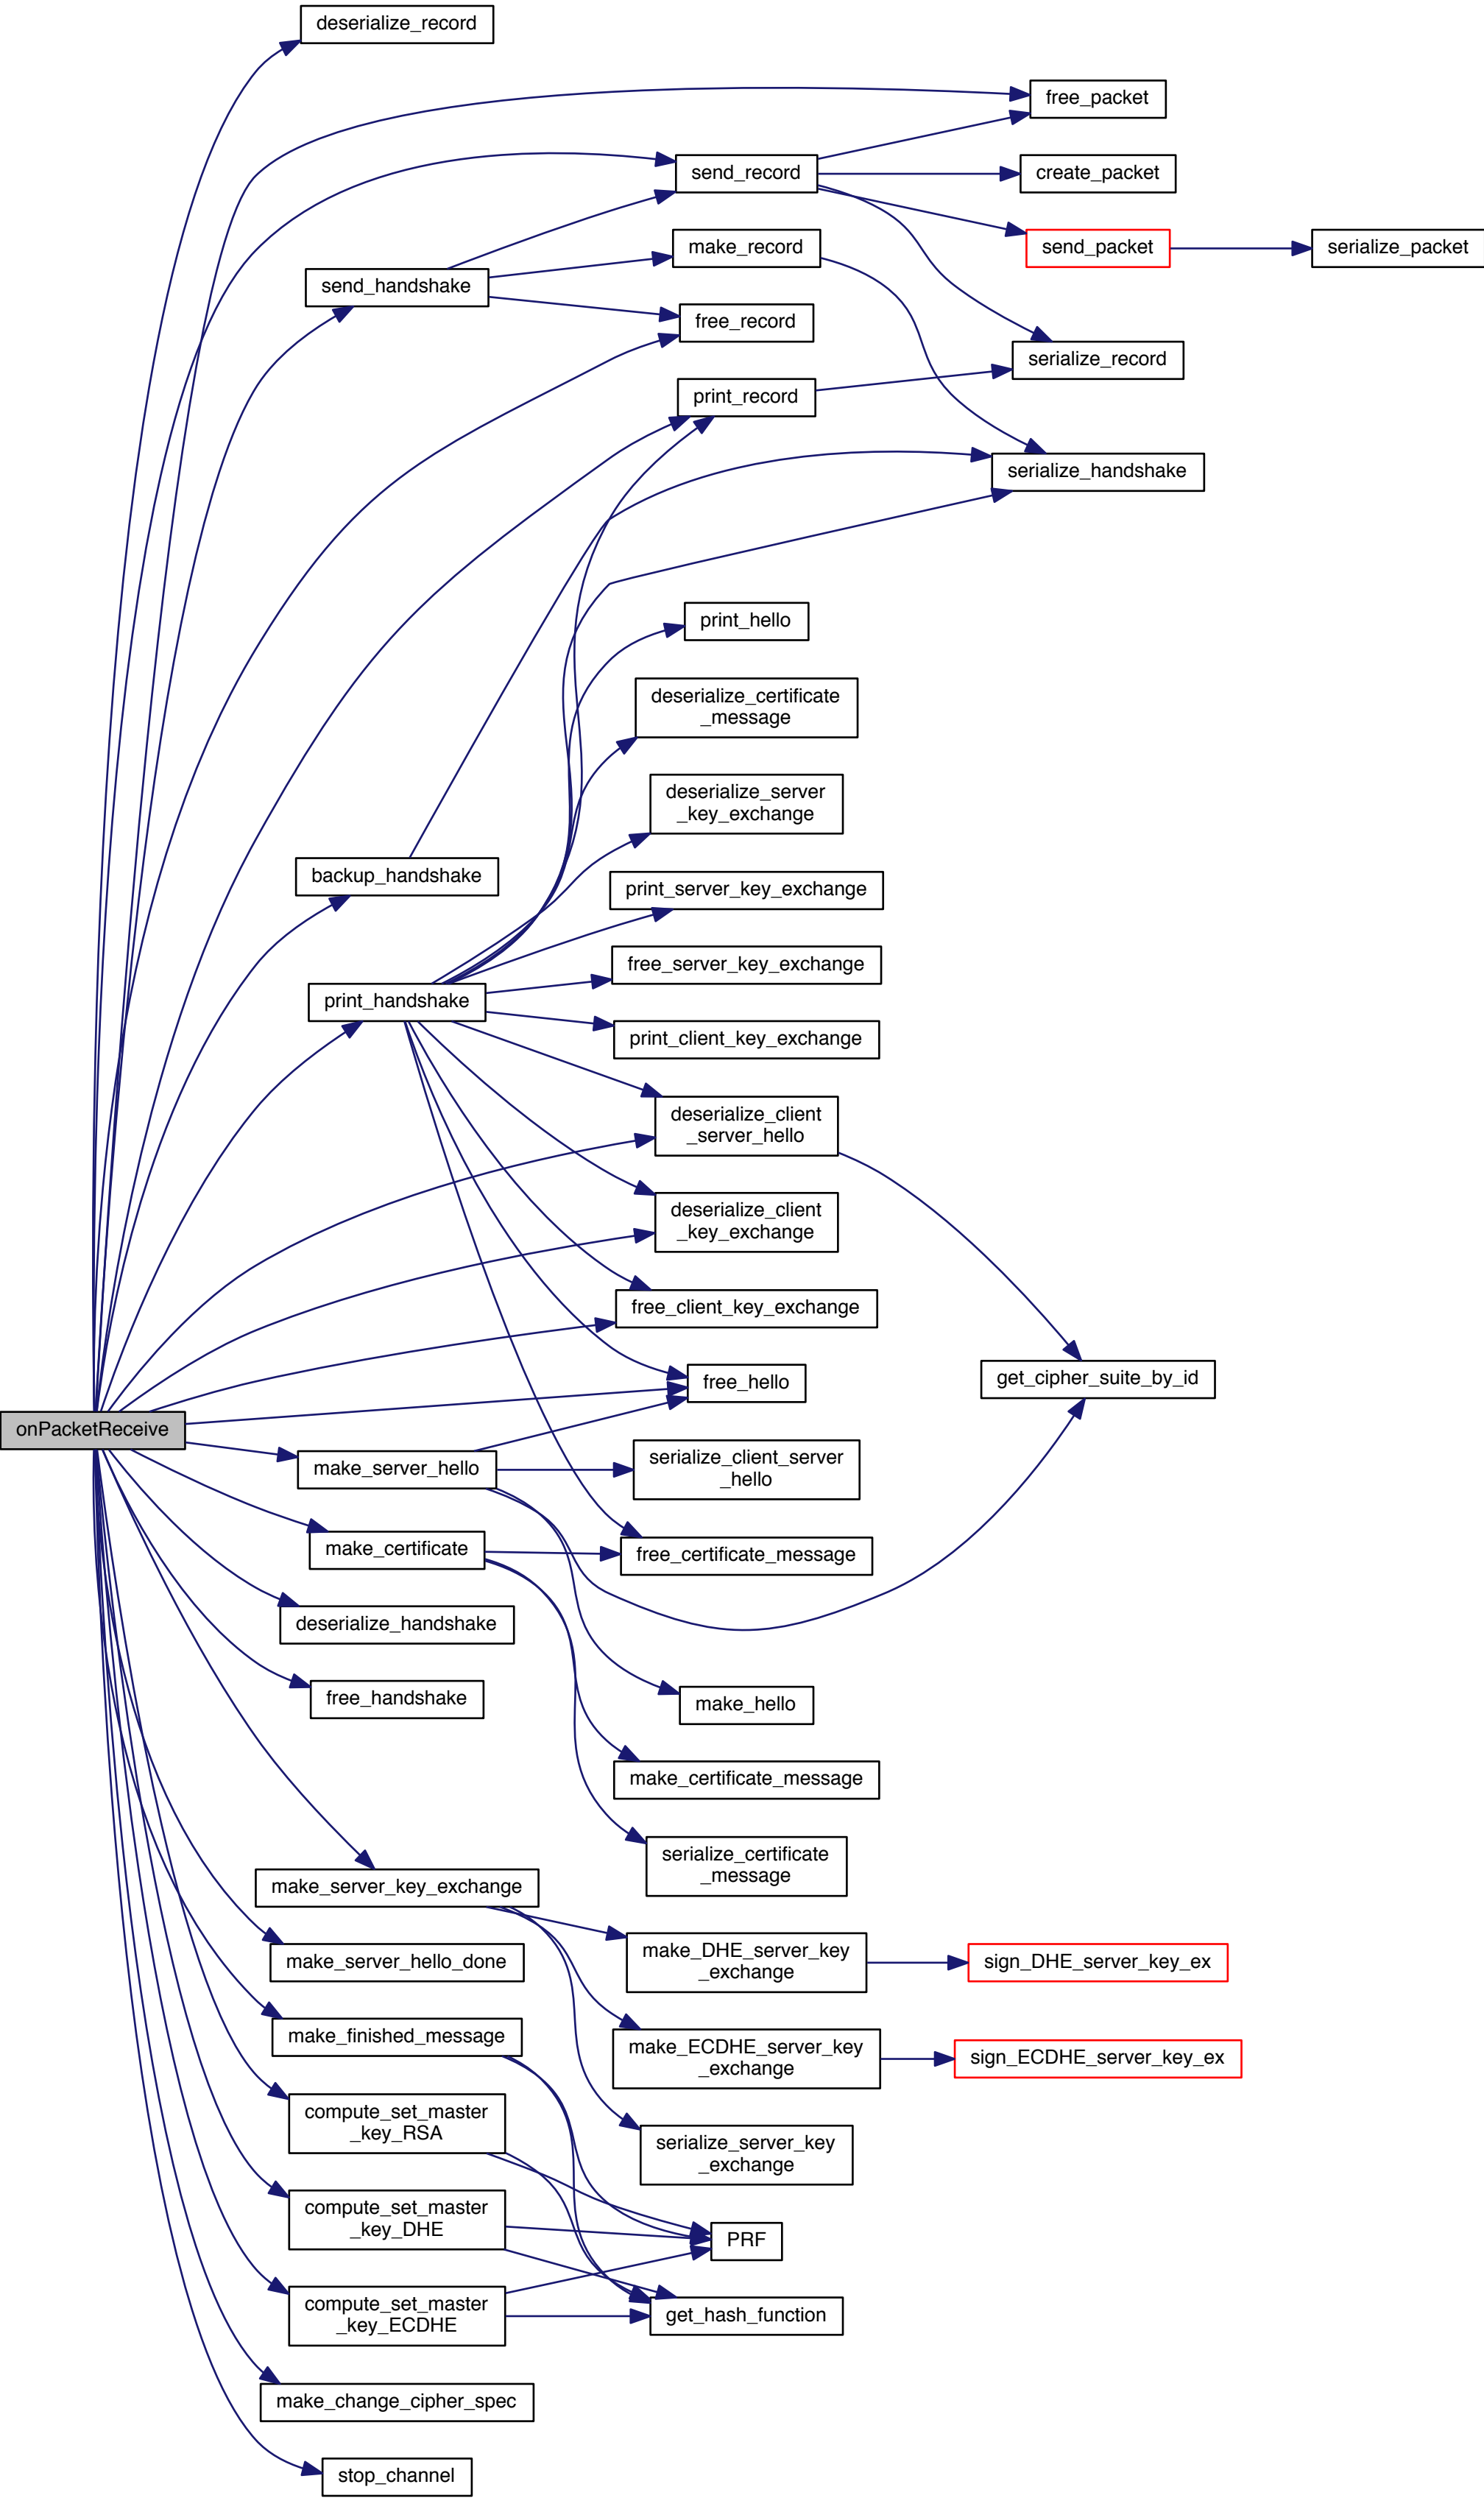 deserialize_record
free_packet
send_record
create_packet
make_record
send_packet
serialize_packet
send_handshake
free_record
serialize_record
print_record
serialize_handshake
print_hello
deserialize_certificate
_message
deserialize_server
_key_exchange
backup_handshake
print_server_key_exchange
free_server_key_exchange
print_handshake
print_client_key_exchange
deserialize_client
_server_hello
deserialize_client
_key_exchange
free_client_key_exchange
free_hello
get_cipher_suite_by_id
onPacketReceive
make_server_hello
serialize_client_server
_hello
make_certificate
free_certificate_message
deserialize_handshake
free_handshake
make_hello
make_certificate_message
serialize_certificate
_message
make_server_key_exchange
make_server_hello_done
make_DHE_server_key
_exchange
sign_DHE_server_key_ex
make_finished_message
make_ECDHE_server_key
_exchange
sign_ECDHE_server_key_ex
compute_set_master
_key_RSA
serialize_server_key
_exchange
compute_set_master
_key_DHE
PRF
compute_set_master
_key_ECDHE
get_hash_function
make_change_cipher_spec
stop_channel